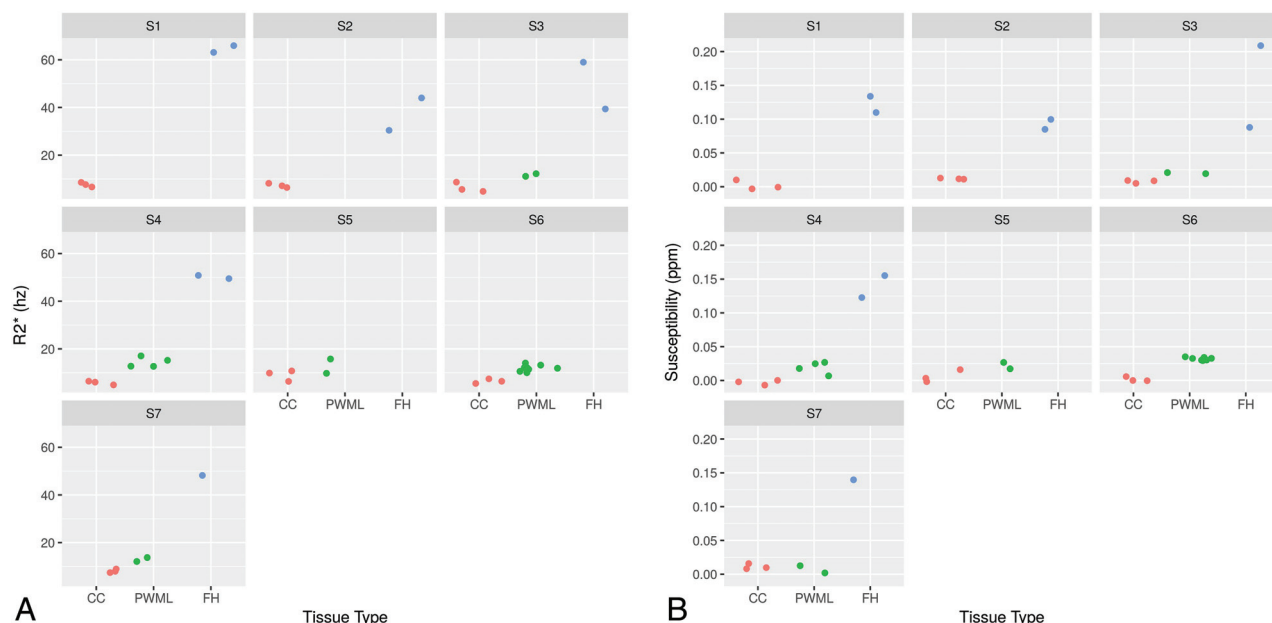 S1 S2 S3
60
40
20
S4 S5 S6
60
40
20
CC PWML FH CC PWML FH
S7
60
40
20
CC PWML FH
R2* (hz)
Tissue Type
A
S1 S2 S3
0.20
0.15
0.10
0.05
0.00
S4 S5 S6
0.20
0.15
0.10
0.05
0.00
CC PWML FH CC PWML FH
S7
0.20
0.15
0.10
0.05
0.00
CC PWML FH
Susceptibility (ppm)
Tissue Type
B